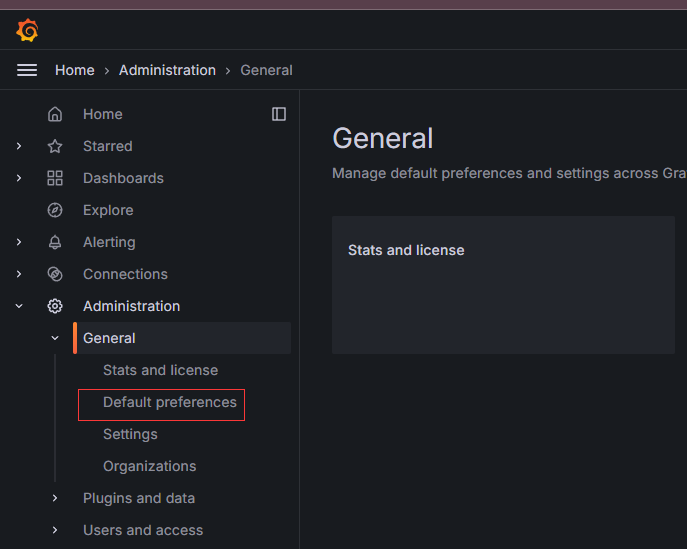 Home › Administration › General
Home
Starred
Dashboards
Explore
Alerting
Connections
Administration
General
Stats and license
Default preferences
Settings
Organizations
Plugins and data
Users and access
General
Manage default preferences and settings across Gra
Stats and license